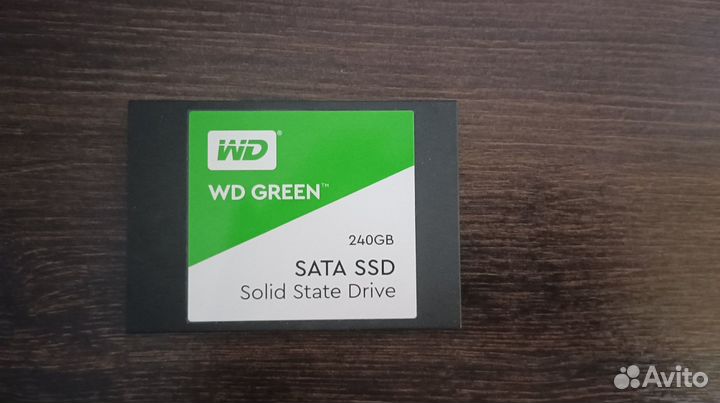 WD®
WD GREEN™
240GB
SATA SSD
Solid State Drive
Avito